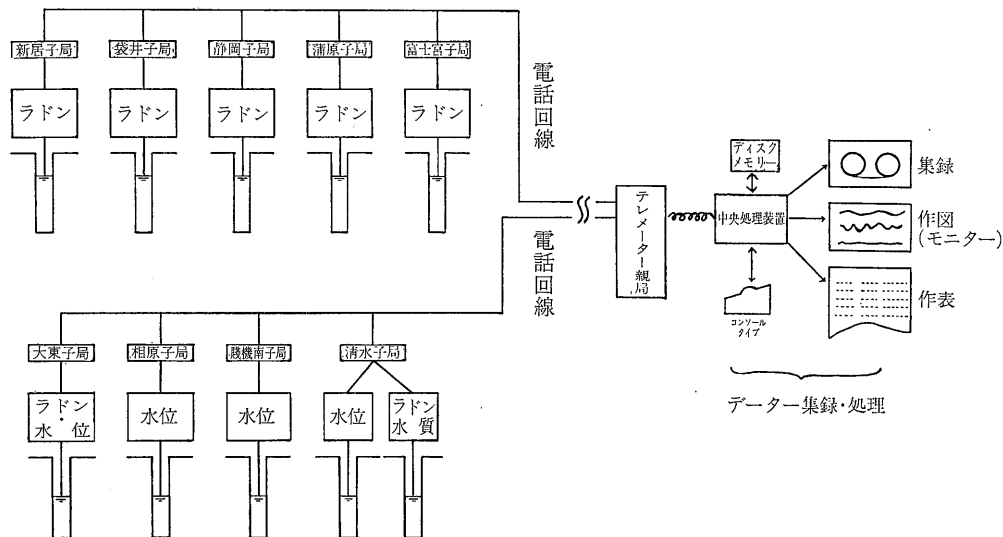 新居子局
袋井子局
静岡子局
蒲原子局
富士宮子局
ラドン
ラドン
ラドン
ラドン
ラドン
電話回線
電話回線
テレメーター親局
ディスク
メモリー
中央処理装置
コンソール
タイプ
集録
作図
(モニター)
作表
データー集録・処理
大東子局
相原子局
賤機南子局
清水子局
ラドン
・
水位
水位
水位
水位
ラドン
水質